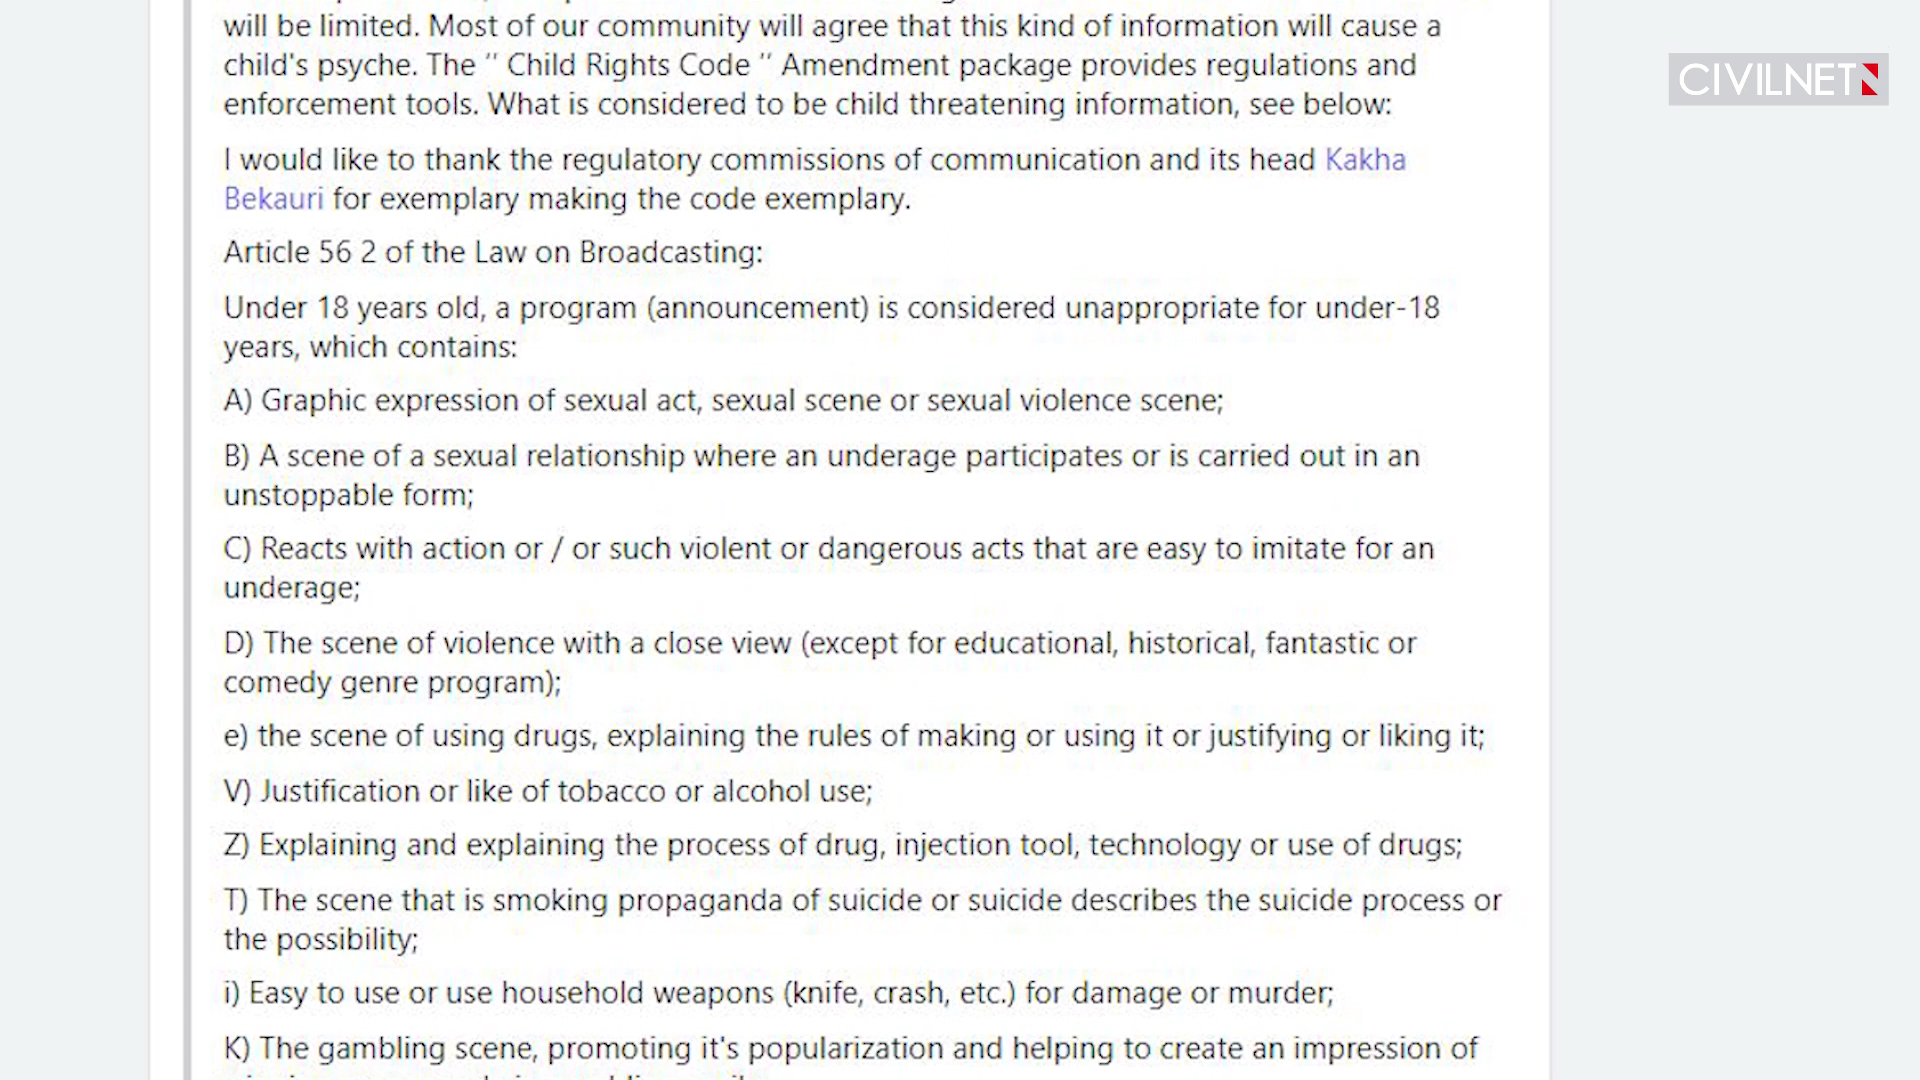 will be limited. Most of our community will agree that this kind of information will cause a
child's psyche. The " Child Rights Code " Amendment package provides regulations and
enforcement tools. What is considered to be child threatening information, see below:
I would like to thank the regulatory commissions of communication and its head Kakha
Bekauri for exemplary making the code exemplary.
Article 56 2 of the Law on Broadcasting:
Under 18 years old, a program (announcement) is considered unappropriate for under-18
years, which contains:
A) Graphic expression of sexual act, sexual scene or sexual violence scene;
B) A scene of a sexual relationship where an underage participates or is carried out in an
unstoppable form;
C) Reacts with action or / or such violent or dangerous acts that are easy to imitate for an
underage;
D) The scene of violence with a close view (except for educational, historical, fantastic or
comedy genre program);
e) the scene of using drugs, explaining the rules of making or using it or justifying or liking it;
V) Justification or like of tobacco or alcohol use;
Z) Explaining and explaining the process of drug, injection tool, technology or use of drugs;
T) The scene that is smoking propaganda of suicide or suicide describes the suicide process or
the possibility;
i) Easy to use or use household weapons (knife, crash, etc.) for damage or murder;
K) The gambling scene, promoting it's popularization and helping to create an impression of
CIVILNET